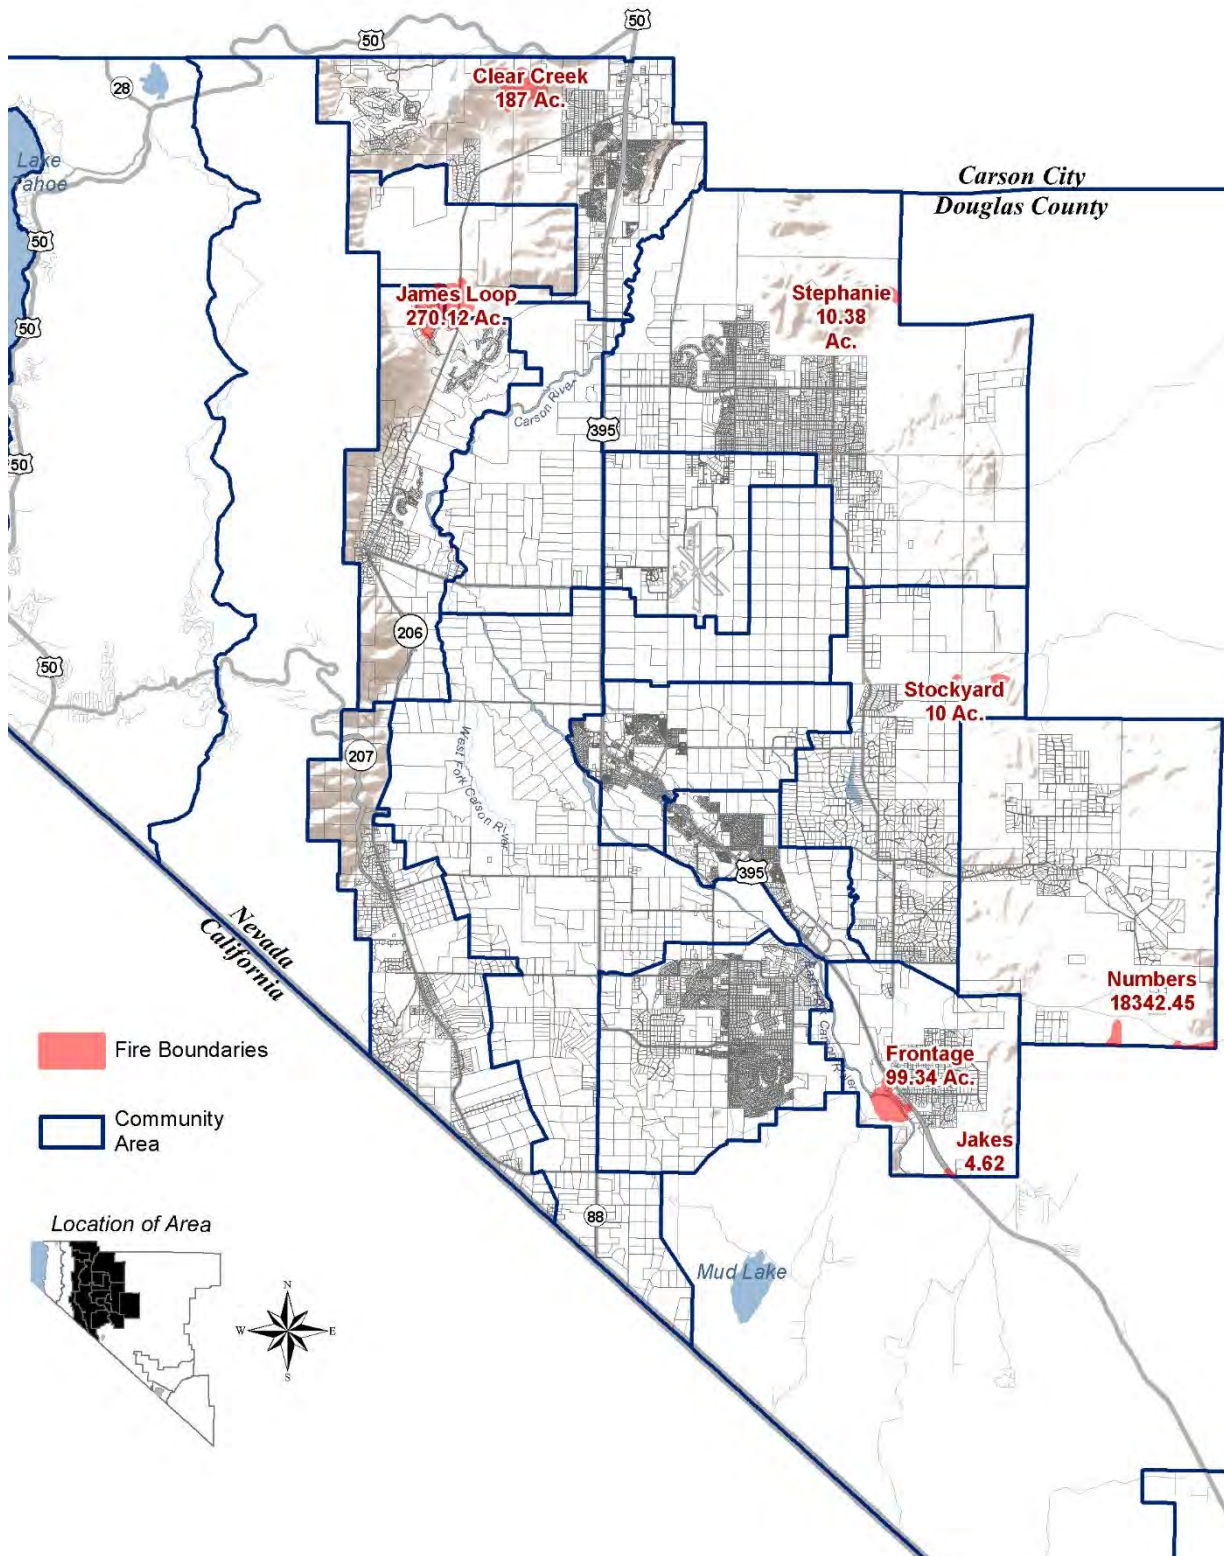 50
50
Clear Creek
187 Ac.
28
Lake
Tahoe
Carson City
Douglas County
50
James Loop
270.12 Ac.
Stephanie
10.38
Ac.
50
Carson River
395
50
206
50
Stockyard
10 Ac.
207
West Fork Carson River
395
Nevada
California
Numbers
18342.45
Fire Boundaries
Frontage
99.34 Ac.
Community
Area
Jakes
4.62
Location of Area
88
Mud Lake
N
W
E
S